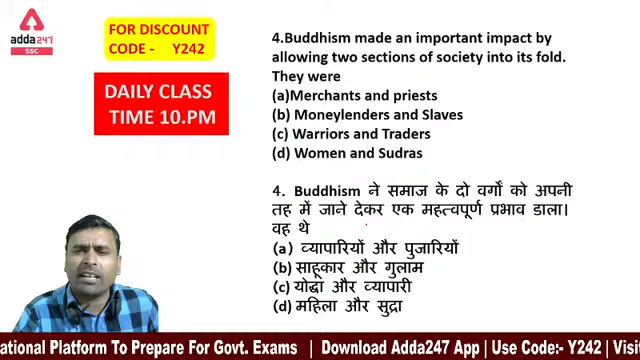 adda247
SSC
FOR DISCOUNT
CODE - Y242
DAILY CLASS
TIME 10.PM
4.Buddhism made an important impact by
allowing two sections of society into its fold.
They were
(a)Merchants and priests
(b) Moneylenders and Slaves
(c) Warriors and Traders
(d) Women and Sudras
4. Buddhism ने समाज के दो वर्गों को अपनी
तह में जाने देकर एक महत्वपूर्ण प्रभाव डाला।
वह थे
(a) व्यापारियों और पुजारियों
(b) साहूकार और गुलाम
(c) योद्धा और व्यापारी
(d) महिला और सुद्रा
ational Platform To Prepare For Govt. Exams | Download Adda247 App | Use Code:- Y242 | Visit